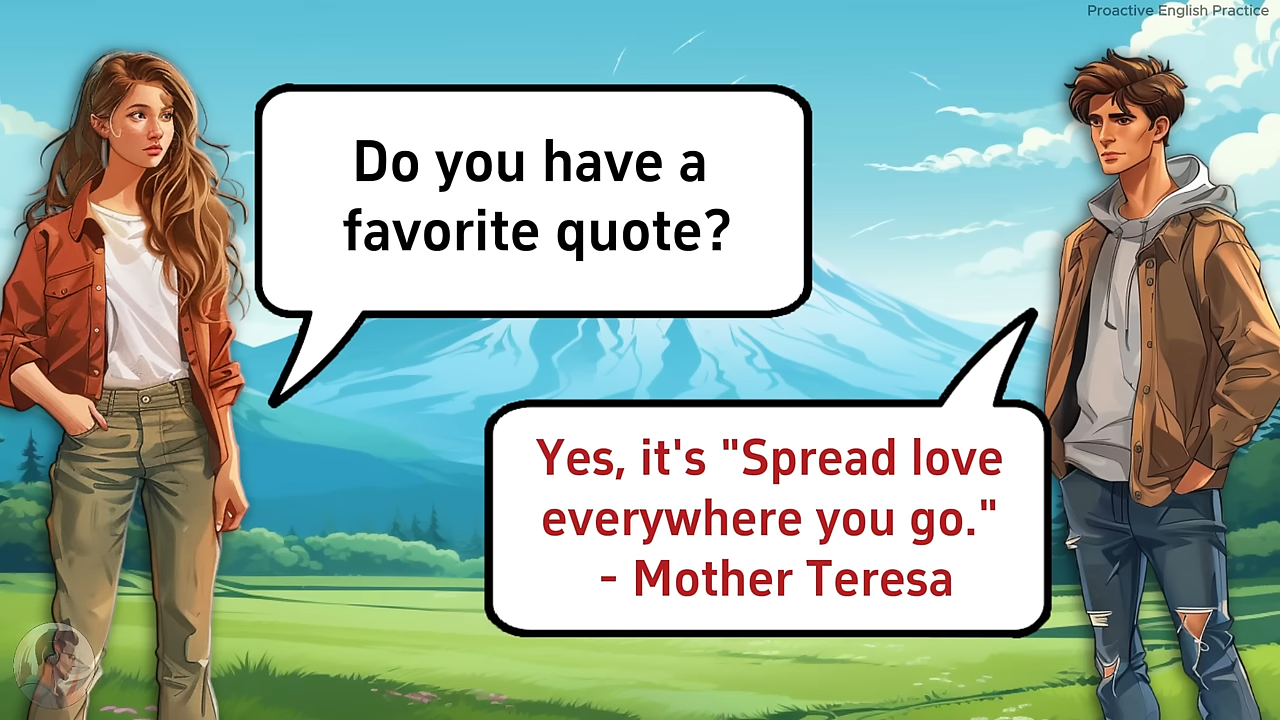 Proactive English Practice
Do you have a
favorite quote?
Yes, it's "Spread love
everywhere you go."
- Mother Teresa